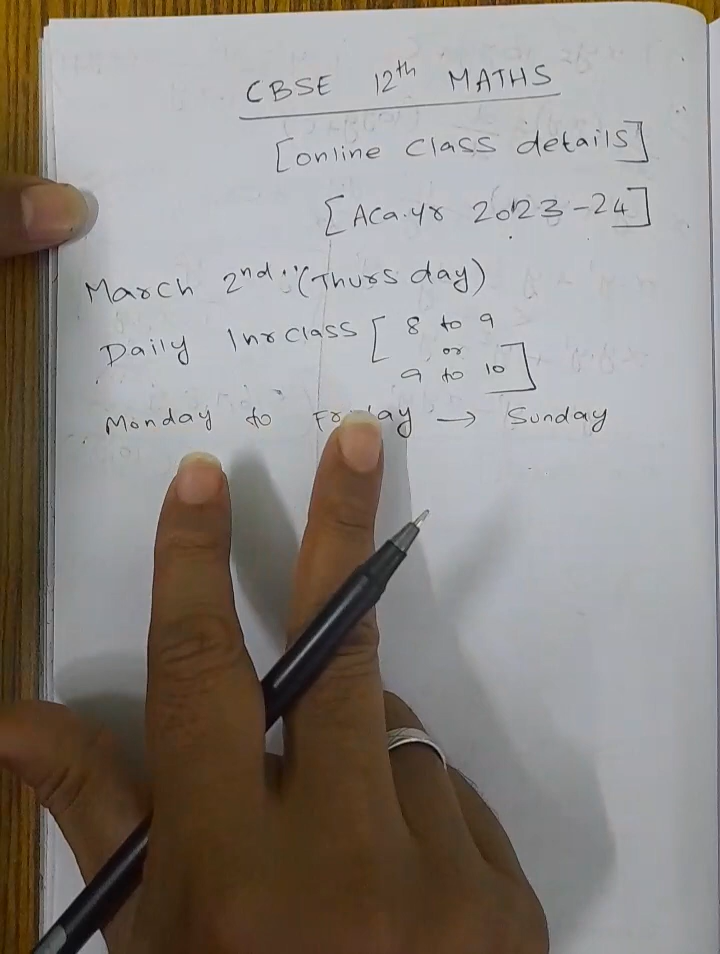 CBSE 12th MATHS
[online class details]
[Aca.yr 2023-24]
March 2nd. (Thursday)
Daily 1hr class [ 8 to 9
or
9 to 10 ]
Monday to → Sunday